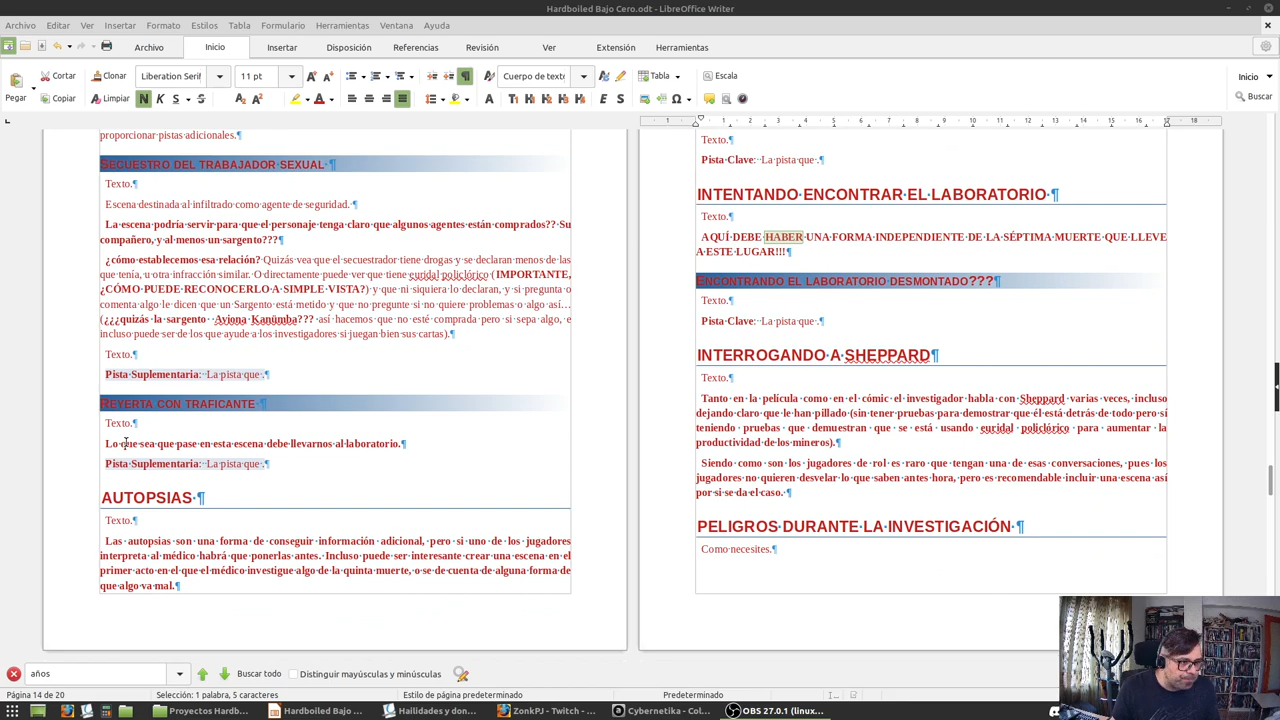 Hardboiled Bajo Cero.odt - LibreOffice Writer
Archivo Editar Ver Insertar Formato Estilos Tabla Formulario Herramientas Ventana Ayuda
Archivo Inicio Insertar Disposición Referencias Revisión Ver Extensión Herramientas
Cortar Clonar Liberation Serif 11 pt Cuerpo de texto Tabla Escala Inicio
Pegar Copiar Limpiar Buscar
proporcionar pistas adicionales.¶
SECUESTRO DEL TRABAJADOR SEXUAL ¶
Texto.¶
Escena destinada al infiltrado como agente de seguridad. ¶
La escena podría servir para que el personaje tenga claro que algunos agentes están comprados?? Su
compañero, y al menos un sargento???¶
¿cómo establecemos esa relación? Quizás vea que el secuestrador tiene drogas y se declaran menos de las
que tenía, u otra infracción similar. O directamente puede ver que tiene euridal policlórico (IMPORTANTE,
¿CÓMO PUEDE RECONOCERLO A SIMPLE VISTA?) y que ni siquiera lo declaran, y si pregunta o
comenta algo le dicen que un Sargento está metido y que no pregunte si no quiere problemas o algo así…
(¿¿¿quizás la sargento Aviona Kanümba??? así hacemos que no esté comprada pero si sepa algo, e
incluso puede ser de los que ayude a los investigadores si juegan bien sus cartas).¶
Texto.¶
Pista Suplementaria: La pista que .¶
REYERTA CON TRAFICANTE ¶
Texto.¶
Lo que sea que pase en esta escena debe llevarnos al laboratorio.¶
Pista Suplementaria: La pista que .¶
AUTOPSIAS ¶
Texto.¶
Las autopsias son una forma de conseguir información adicional, pero si uno de los jugadores
interpreta al médico habrá que ponerlas antes. Incluso puede ser interesante crear una escena en el
primer acto en el que el médico investigue algo de la quinta muerte, o se de cuenta de alguna forma de
que algo va mal.¶
Texto.¶
Pista Clave: La pista que .¶
INTENTANDO ENCONTRAR EL LABORATORIO ¶
Texto.¶
AQUÍ DEBE HABER UNA FORMA INDEPENDIENTE DE LA SÉPTIMA MUERTE QUE LLEVE
A ESTE LUGAR!!!¶
ENCONTRANDO EL LABORATORIO DESMONTADO???¶
Texto.¶
Pista Clave: La pista que .¶
INTERROGANDO A SHEPPARD¶
Texto.¶
Tanto en la película como en el cómic el investigador habla con Sheppard varias veces, incluso
dejando claro que le han pillado (sin tener pruebas para demostrar que él está detrás de todo pero sí
teniendo pruebas que demuestran que se está usando euridal policlórico para aumentar la
productividad de los mineros).¶
Siendo como son los jugadores de rol es raro que tengan una de esas conversaciones, pues los
jugadores no quieren desvelar lo que saben antes hora, pero es recomendable incluir una escena así
por si se da el caso. ¶
PELIGROS DURANTE LA INVESTIGACIÓN ¶
Como necesites.¶
años Buscar todo Distinguir mayúsculas y minúsculas
Página 14 de 20 Selección: 1 palabra, 5 caracteres Estilo de página predeterminado Predeterminado
Proyectos Hardb... Hardboiled Bajo ... Hailidades y don... ZonkPJ - Twitch - ... Cybernetika - Co... OBS 27.0.1 (linux...